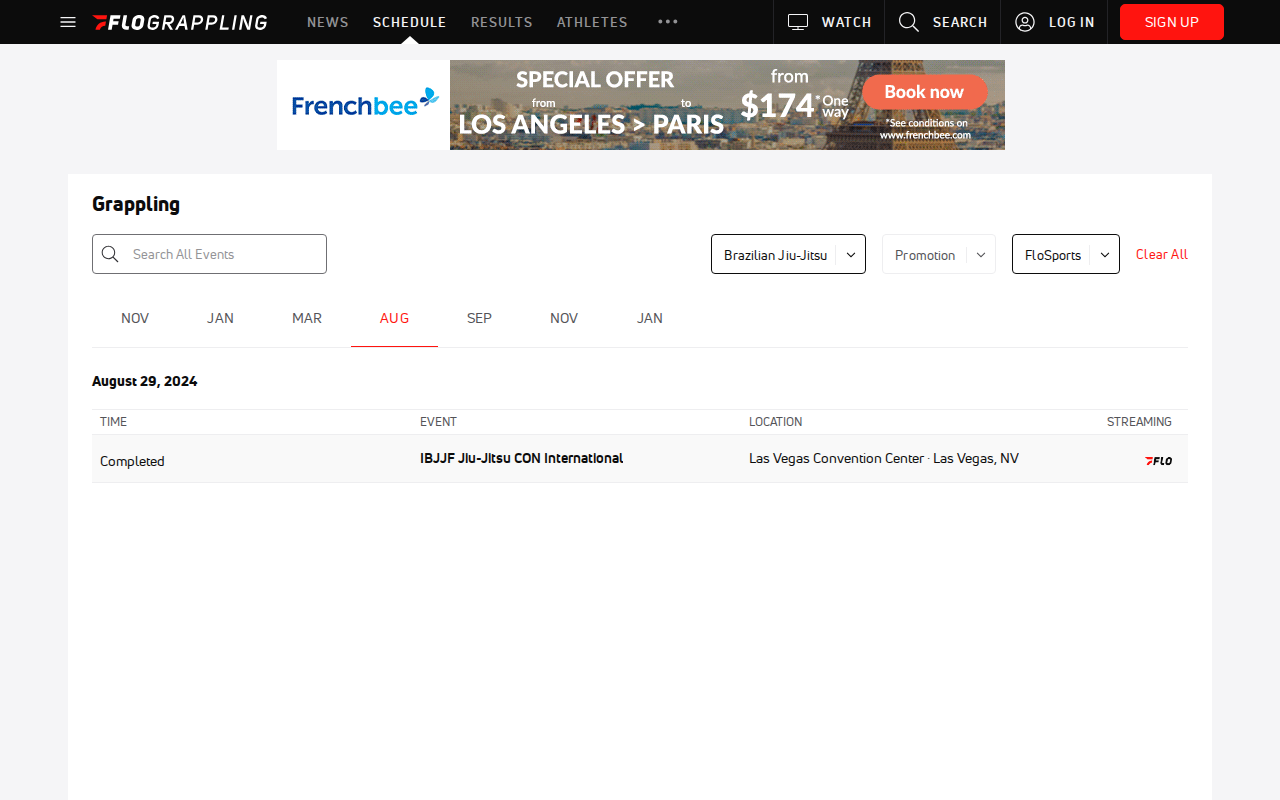 FLOGRAPPLING NEWS SCHEDULE RESULTS ATHLETES ••• WATCH SEARCH LOG IN SIGN UP
Frenchbee
SPECIAL OFFER
from to
LOS ANGELES > PARIS
from
$174* One way
Book now
*See conditions on
www.frenchbee.com
Grappling
Search All Events Brazilian Jiu-Jitsu Promotion FloSports Clear All
NOV JAN MAR AUG SEP NOV JAN
August 29, 2024
TIME EVENT LOCATION STREAMING
Completed IBJJF Jiu-Jitsu CON International Las Vegas Convention Center · Las Vegas, NV FLO